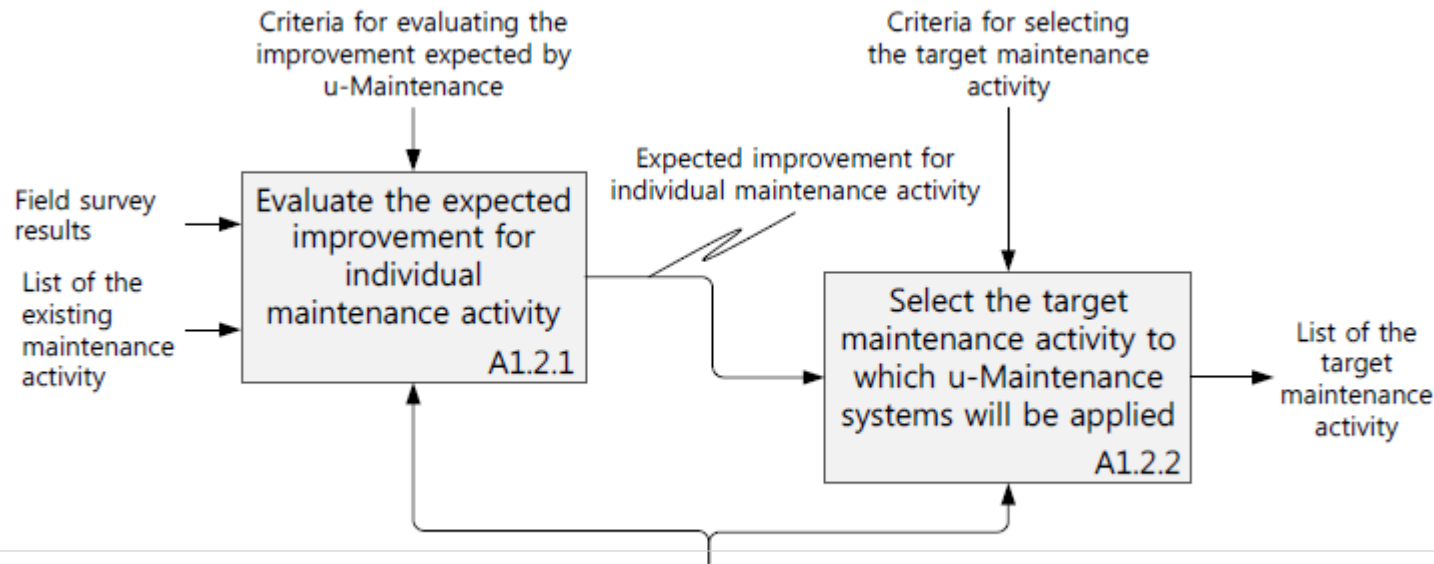 Criteria for evaluating the
improvement expected by
u-Maintenance
Criteria for selecting
the target maintenance
activity
Expected improvement for
individual maintenance activity
Field survey
results
List of the
existing
maintenance
activity
Evaluate the expected
improvement for
individual
maintenance activity
A1.2.1
Select the target
maintenance activity to
which u-Maintenance
systems will be applied
A1.2.2
List of the
target
maintenance
activity